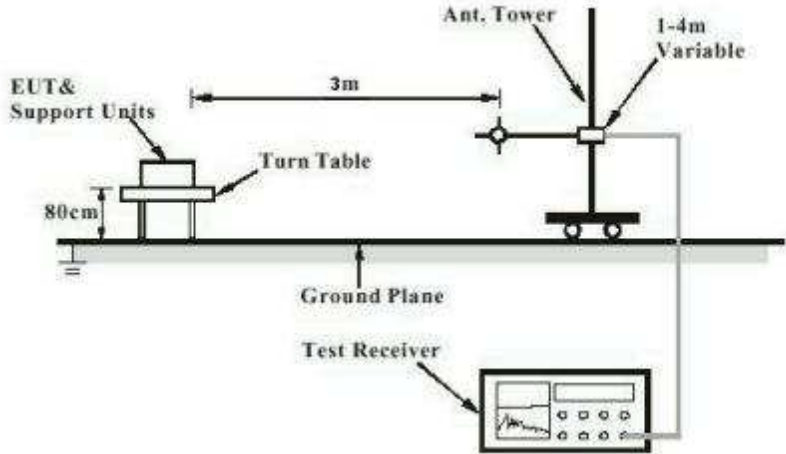 Ant. Tower
1-4m
Variable
EUT&
Support Units
3m
Turn Table
80cm
Ground Plane
Test Receiver